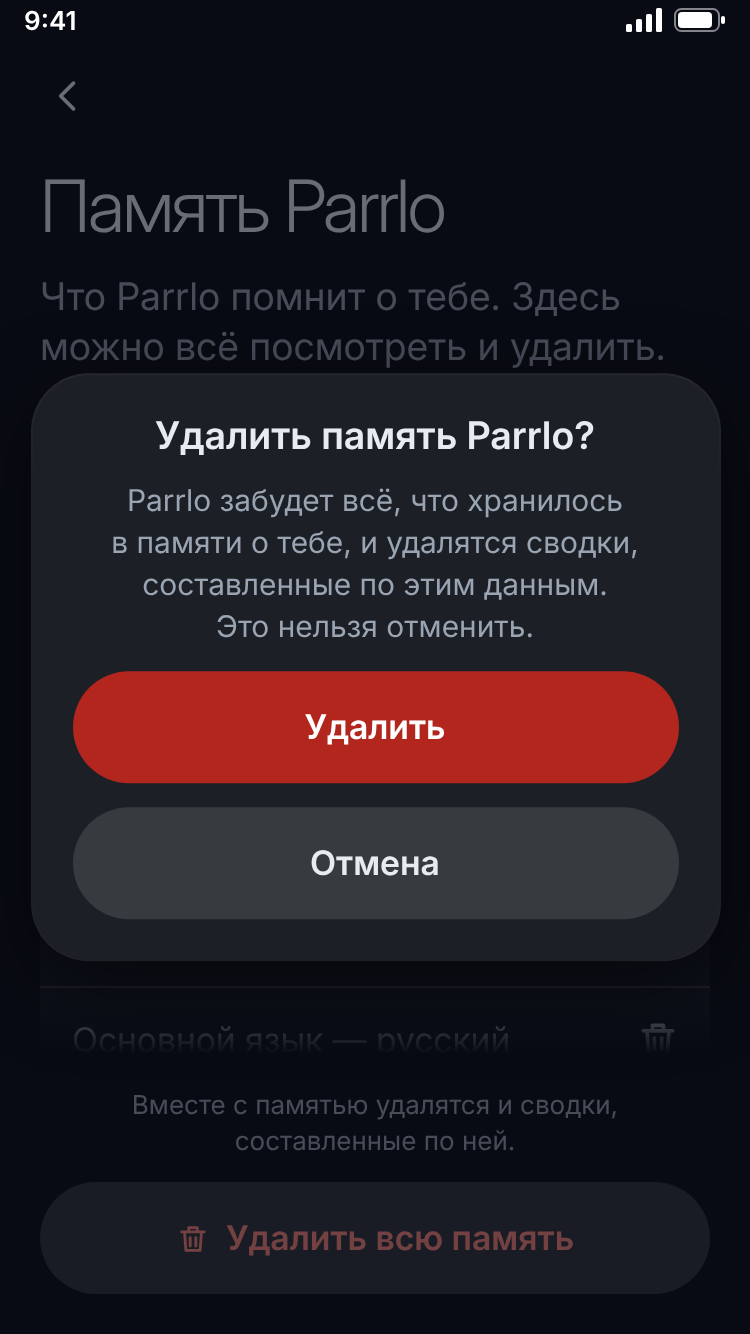 9:41
Память Parrlo
Что Parrlo помнит о тебе. Здесь
можно всё посмотреть и удалить.
Удалить память Parrlo?
Parrlo забудет всё, что хранилось
в памяти о тебе, и удалятся сводки,
составленные по этим данным.
Это нельзя отменить.
Удалить
Отмена
Основной язык — русский
Вместе с памятью удалятся и сводки,
составленные по ней.
Удалить всю память